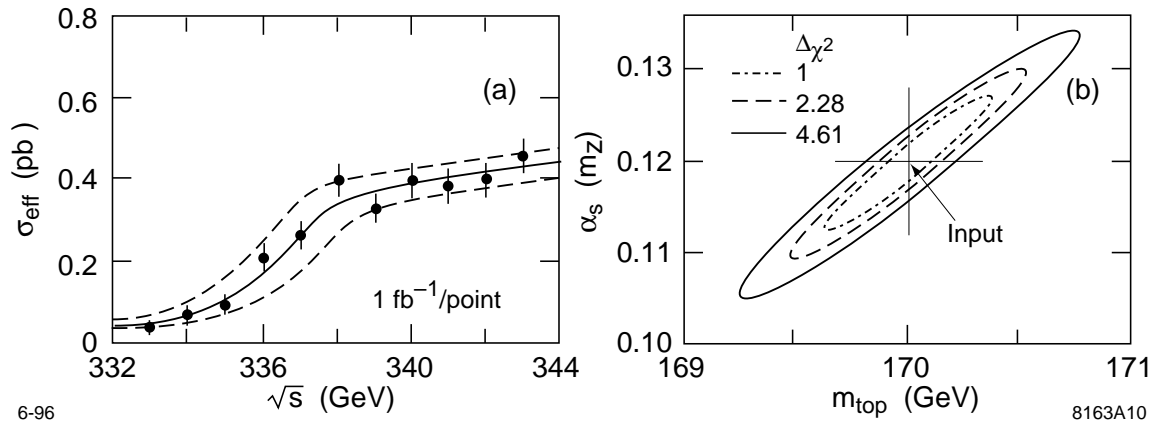 0.8
0.6
0.4
0.2
0
σeff (pb )
(a)
1 fb−1/point
332 336 340 344
√s (GeV)
6-96
Δχ2
1
2.28
4.61
(b)
0.13
0.12
0.11
0.10
αs (mZ)
Input
169 170 171
mtop (GeV)
8163A10